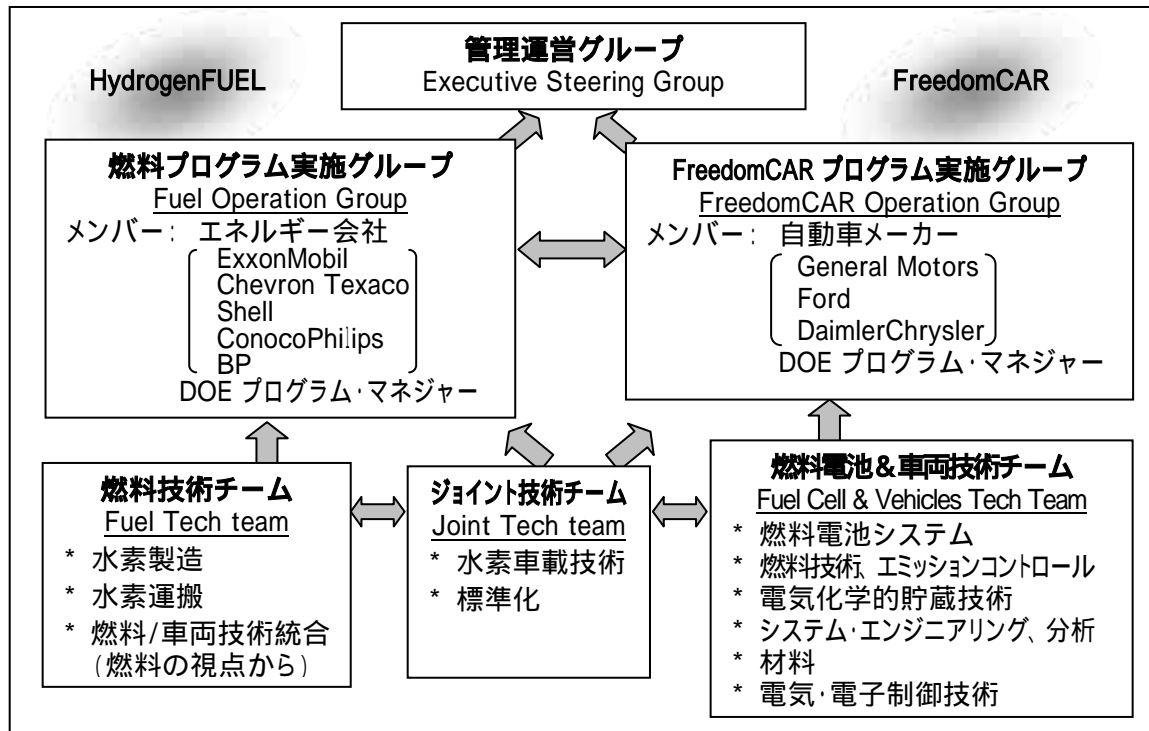 HydrogenFUEL
管理運営グループ
Executive Steering Group
FreedomCAR
燃料プログラム実施グループ
Fuel Operation Group
メンバー： エネルギー会社
ExxonMobil
Chevron Texaco
Shell
ConocoPhilips
BP
DOE プログラム・マネジャー
FreedomCAR プログラム実施グループ
FreedomCAR Operation Group
メンバー： 自動車メーカー
General Motors
Ford
DaimlerChrysler
DOE プログラム・マネジャー
燃料技術チーム
Fuel Tech team
* 水素製造
* 水素運搬
* 燃料/車両技術統合
(燃料の視点から)
ジョイント技術チーム
Joint Tech team
* 水素車載技術
* 標準化
燃料電池＆車両技術チーム
Fuel Cell & Vehicles Tech Team
* 燃料電池システム
* 燃料技術、エミッションコントロール
* 電気化学的貯蔵技術
* システム・エンジニアリング、分析
* 材料
* 電気・電子制御技術